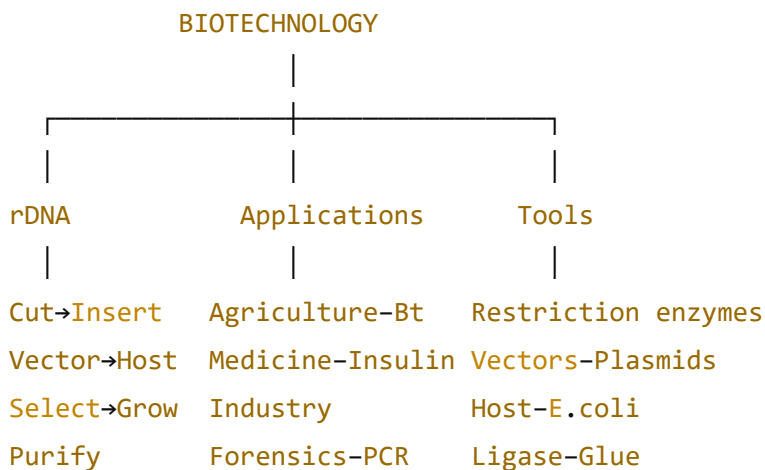 BIOTECHNOLOGY
rDNA Applications Tools
Cut→Insert Agriculture–Bt Restriction enzymes
Vector→Host Medicine–Insulin Vectors–Plasmids
Select→Grow Industry Host–E.coli
Purify Forensics–PCR Ligase–Glue